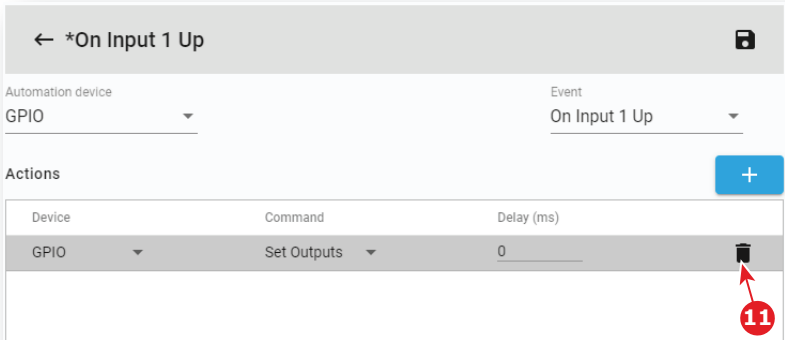 *On Input 1 Up
Automation device
Event
GPIO
On Input 1 Up
Actions
Device
Command
Delay (ms)
GPIO
Set Outputs
0
11